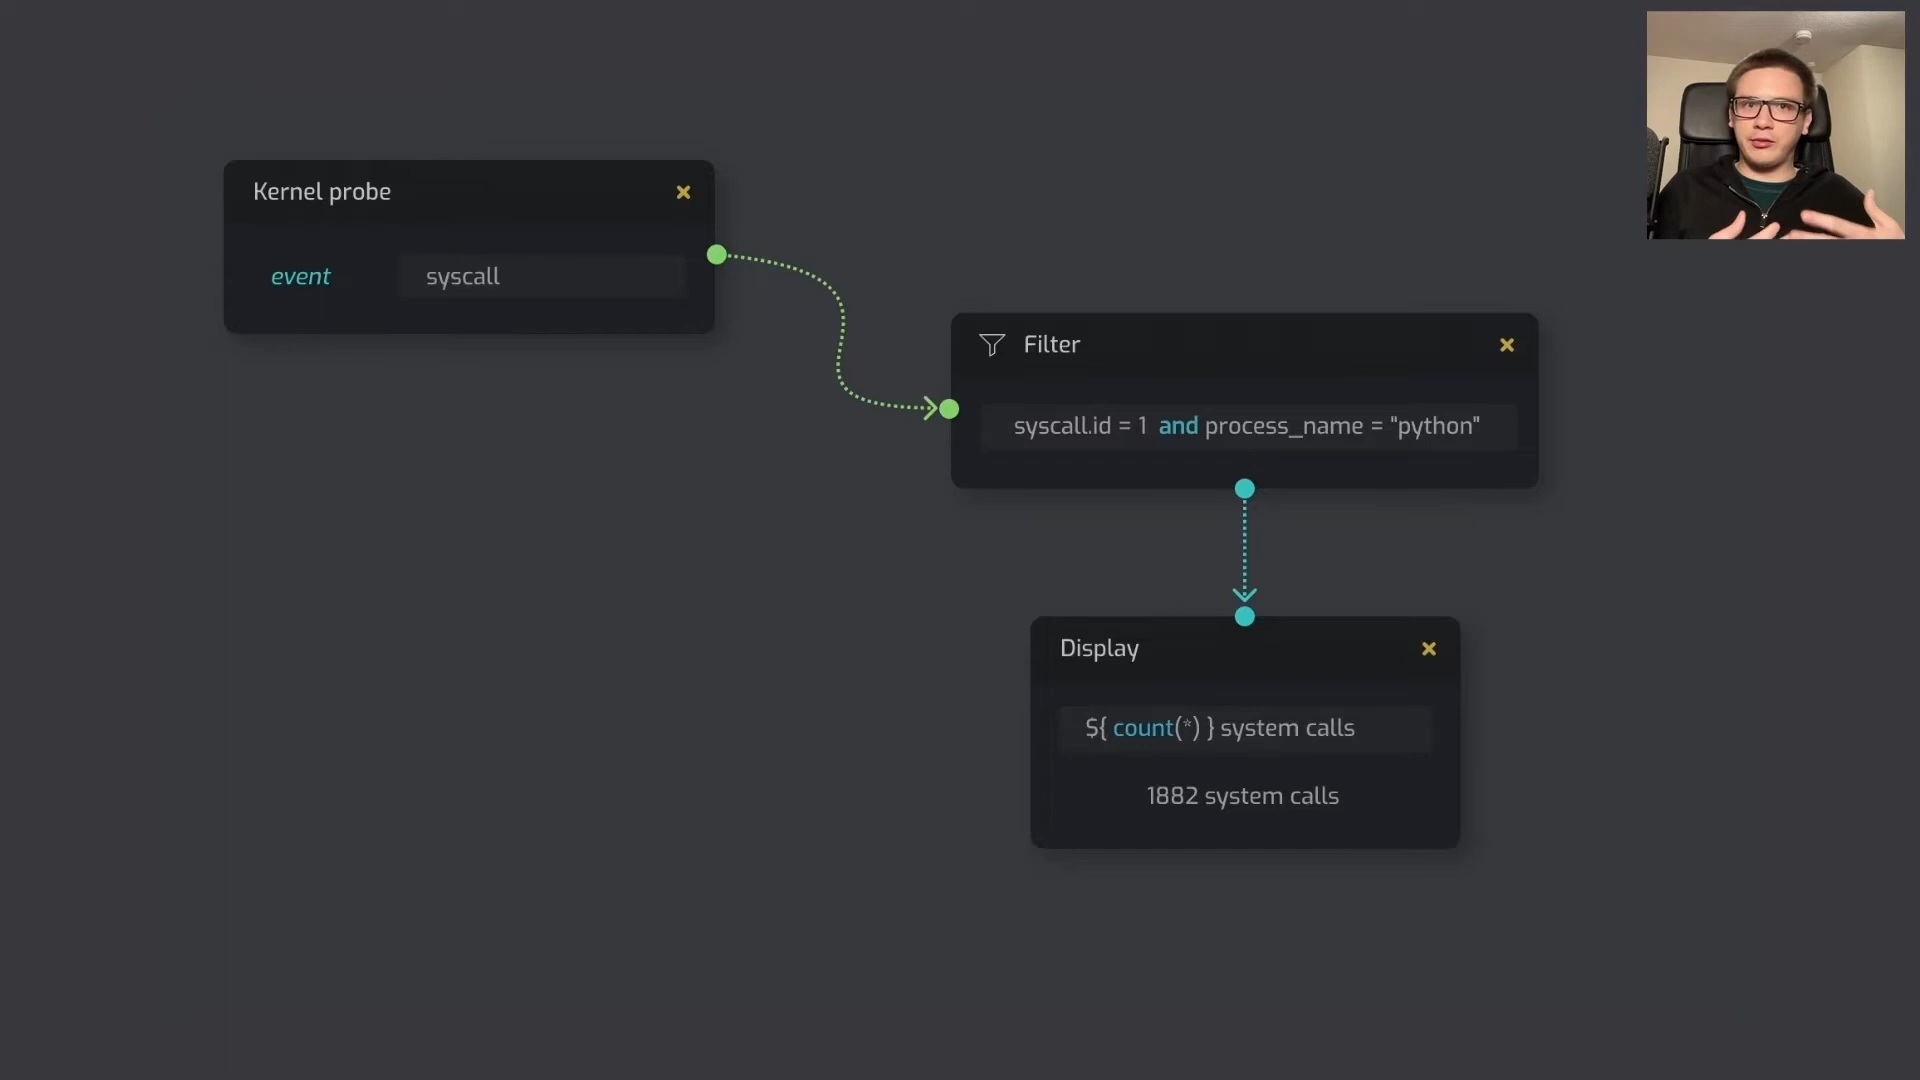 Kernel probe
event syscall
Filter
syscall.id = 1 and process_name = "python"
Display
${ count(*) } system calls
1882 system calls